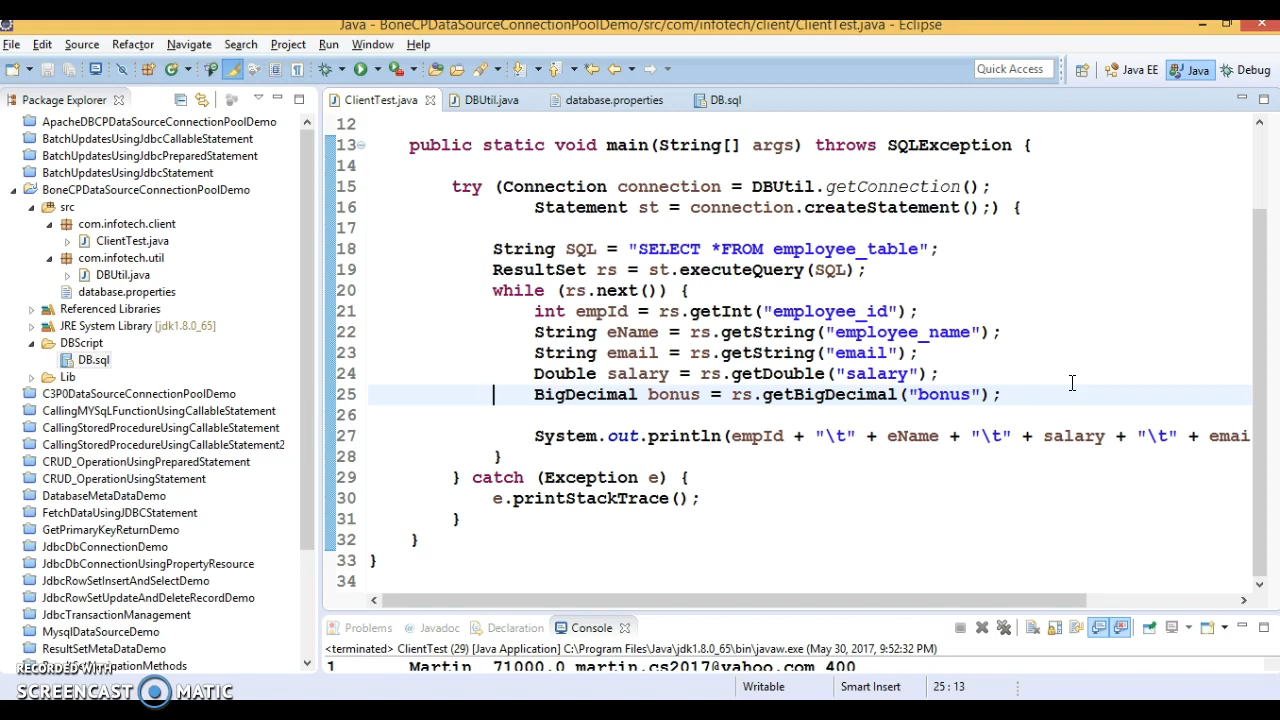 Java - BoneCPDataSourceConnectionPoolDemo/src/com/infotech/client/ClientTest.java - Eclipse
File Edit Source Refactor Navigate Search Project Run Window Help
Quick Access Java EE Java Debug
Package Explorer
ApacheDBCPDataSourceConnectionPoolDemo
BatchUpdatesUsingJdbcCallableStatement
BatchUpdatesUsingJdbcPreparedStatement
BatchUpdatesUsingJdbcStatement
BoneCPDataSourceConnectionPoolDemo
src
com.infotech.client
ClientTest.java
com.infotech.util
DBUtil.java
database.properties
Referenced Libraries
JRE System Library [jdk1.8.0_65]
DBScript
DB.sql
Lib
C3P0DataSourceConnectionPoolDemo
CallingMYSqLFunctionUsingCallableStatement
CallingStoredProcedureUsingCallableStatement
CallingStoredProcedureUsingCallableStatement2
CRUD_OperationUsingPreparedStatement
CRUD_OperationUsingStatement
DatabaseMetaDataDemo
FetchDataUsingJDBCStatement
GetPrimaryKeyReturnDemo
JdbcDbConnectionDemo
JdbcDbConnectionUsingPropertyResource
JdbcRowSetInsertAndSelectDemo
JdbcRowSetUpdateAndDeleteRecordDemo
JdbcTransactionManagement
MysqlDataSourceDemo
ResultSetMetaDataDemo
RECORDED WITH
SCREENCAST MATIC
ClientTest.java DBUtil.java database.properties DB.sql
12
13 public static void main(String[] args) throws SQLException {
14
15 try (Connection connection = DBUtil.getConnection();
16 Statement st = connection.createStatement();) {
17
18 String SQL = "SELECT *FROM employee_table";
19 ResultSet rs = st.executeQuery(SQL);
20 while (rs.next()) {
21 int empId = rs.getInt("employee_id");
22 String eName = rs.getString("employee_name");
23 String email = rs.getString("email");
24 Double salary = rs.getDouble("salary");
25 BigDecimal bonus = rs.getBigDecimal("bonus");
26
27 System.out.println(empId + "\t" + eName + "\t" + salary + "\t" + emai
28 }
29 } catch (Exception e) {
30 e.printStackTrace();
31 }
32 }
33 }
34
Problems Javadoc Declaration Console
<terminated> ClientTest (29) [Java Application] C:\Program Files\Java\jdk1.8.0_65\bin\javaw.exe (May 30, 2017, 9:52:32 PM)
1 Martin 71000.0 martin.cs2017@yahoo.com 400
Writable Smart Insert 25 : 13